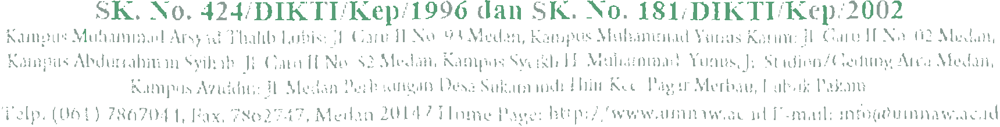 SK. No. 424/DIKTI/Kep/1996 dan SK. No. 181/DIKTI/Kep/2002
Kampus Muhammad Arsyad Thalib Lubis: Jl. Garu II No. 93 Medan, Kampus Muhammad Yunus Karim: Jl. Garu II No. 02 Medan,
Kampus Abdurrahman Syihab: Jl. Garu II No. 52 Medan, Kampus Syeikh H. Muhammad Yunus, Jl. Stadion/Gedung Arca Medan,
Kampus Aziddin: Jl. Medan Perbaungan Desa Sukamandi Hilir Kec. Pagar Merbau, Lubuk Pakam
Telp. (061) 7867044, Fax. 7862747, Medan 20147 Home Page: http://www.umnaw.ac.id E-mail: info@umnaw.ac.id